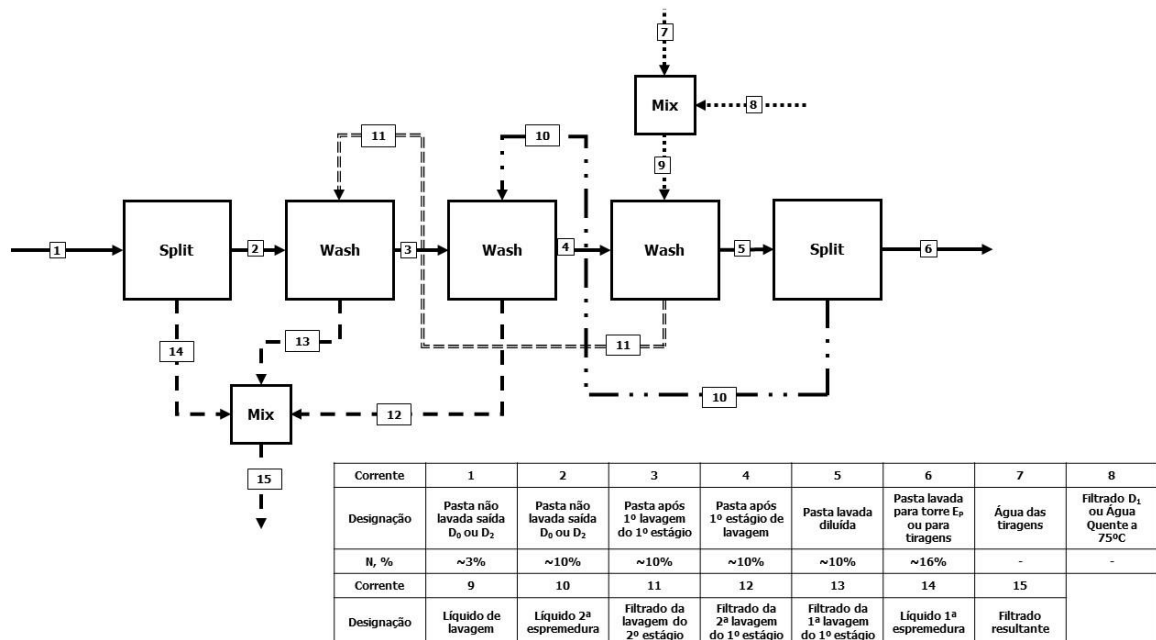 7
Mix
8
11
10
9
1
Split
2
Wash
3
Wash
4
Wash
5
Split
6
14
13
11
Mix
12
10
15
Corrente 1 2 3 4 5 6 7 8
Designação
Pasta não lavada saída D₀ ou D₂
Pasta não lavada saída D₀ ou D₂
Pasta após 1º lavagem do 1º estágio
Pasta após 1º estágio de lavagem
Pasta lavada diluída
Pasta lavada para torre Eₚ ou para tiragens
Água das tiragens
Filtrado D₁ ou Água Quente a 75ºC
N, % ~3% ~10% ~10% ~10% ~10% ~16% - -
Corrente 9 10 11 12 13 14 15
Designação
Líquido de lavagem
Líquido 2ª espremedura
Filtrado da lavagem do 2º estágio
Filtrado da 2ª lavagem do 1º estágio
Filtrado da 1ª lavagem do 1º estágio
Líquido 1ª espremedura
Filtrado resultante